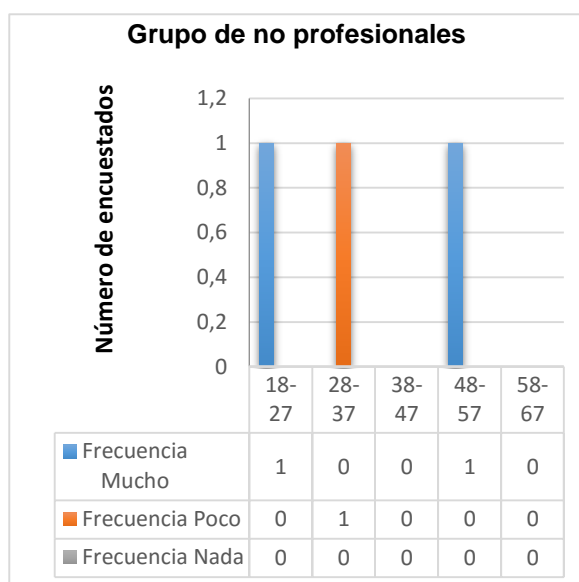 Grupo de no profesionales
Número de encuestados
1,2
1
0,8
0,6
0,4
0,2
0
18-27 28-37 38-47 48-57 58-67
Frecuencia Mucho 1 0 0 1 0
Frecuencia Poco 0 1 0 0 0
Frecuencia Nada 0 0 0 0 0